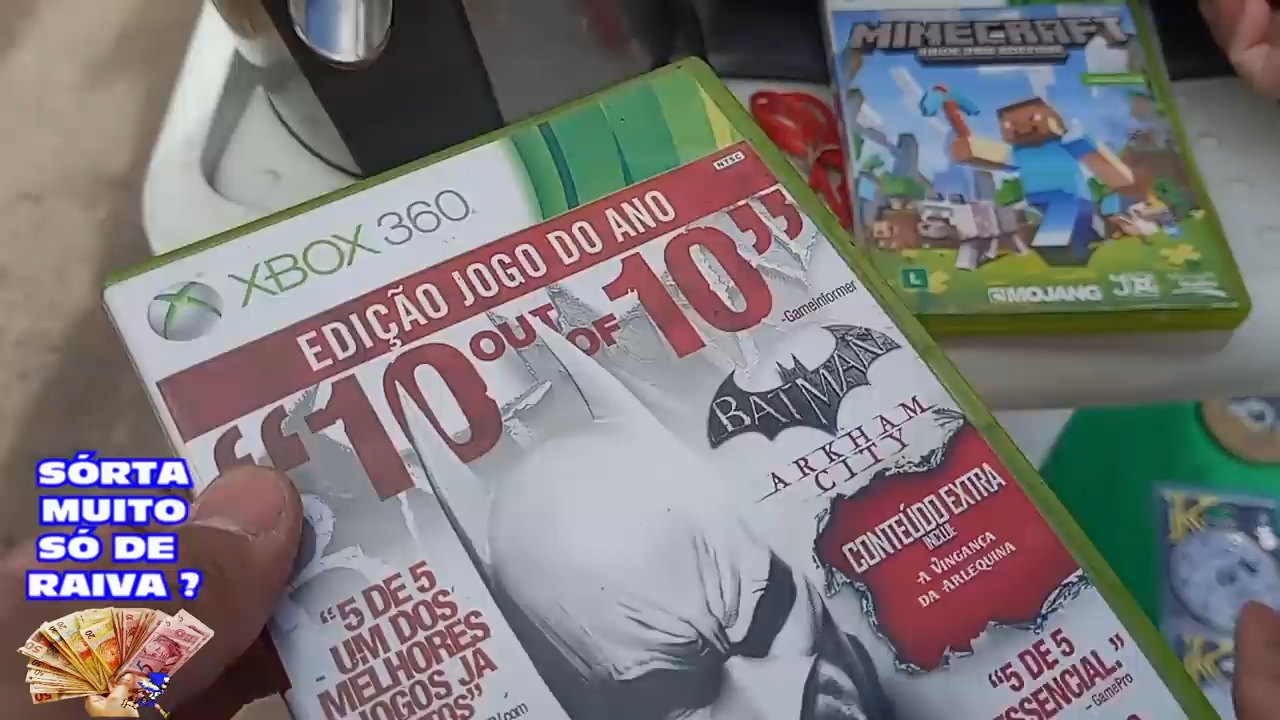 MINECRAFT
XBOX 360
NTSC
EDIÇÃO JOGO DO ANO
“10 OUT OF 10”
-GameInformer
BATMAN
ARKHAM
CITY
CONTEÚDO EXTRA
INCLUI
A VINGANÇA
DA ARLEQUINA
“5 DE 5
UM DOS
MELHORES
JOGOS JÁ
“5 DE 5
ESSENCIAL.”
-GamePro
L
MOJANG
SÓRTA
MUITO
SÓ DE
RAIVA ?